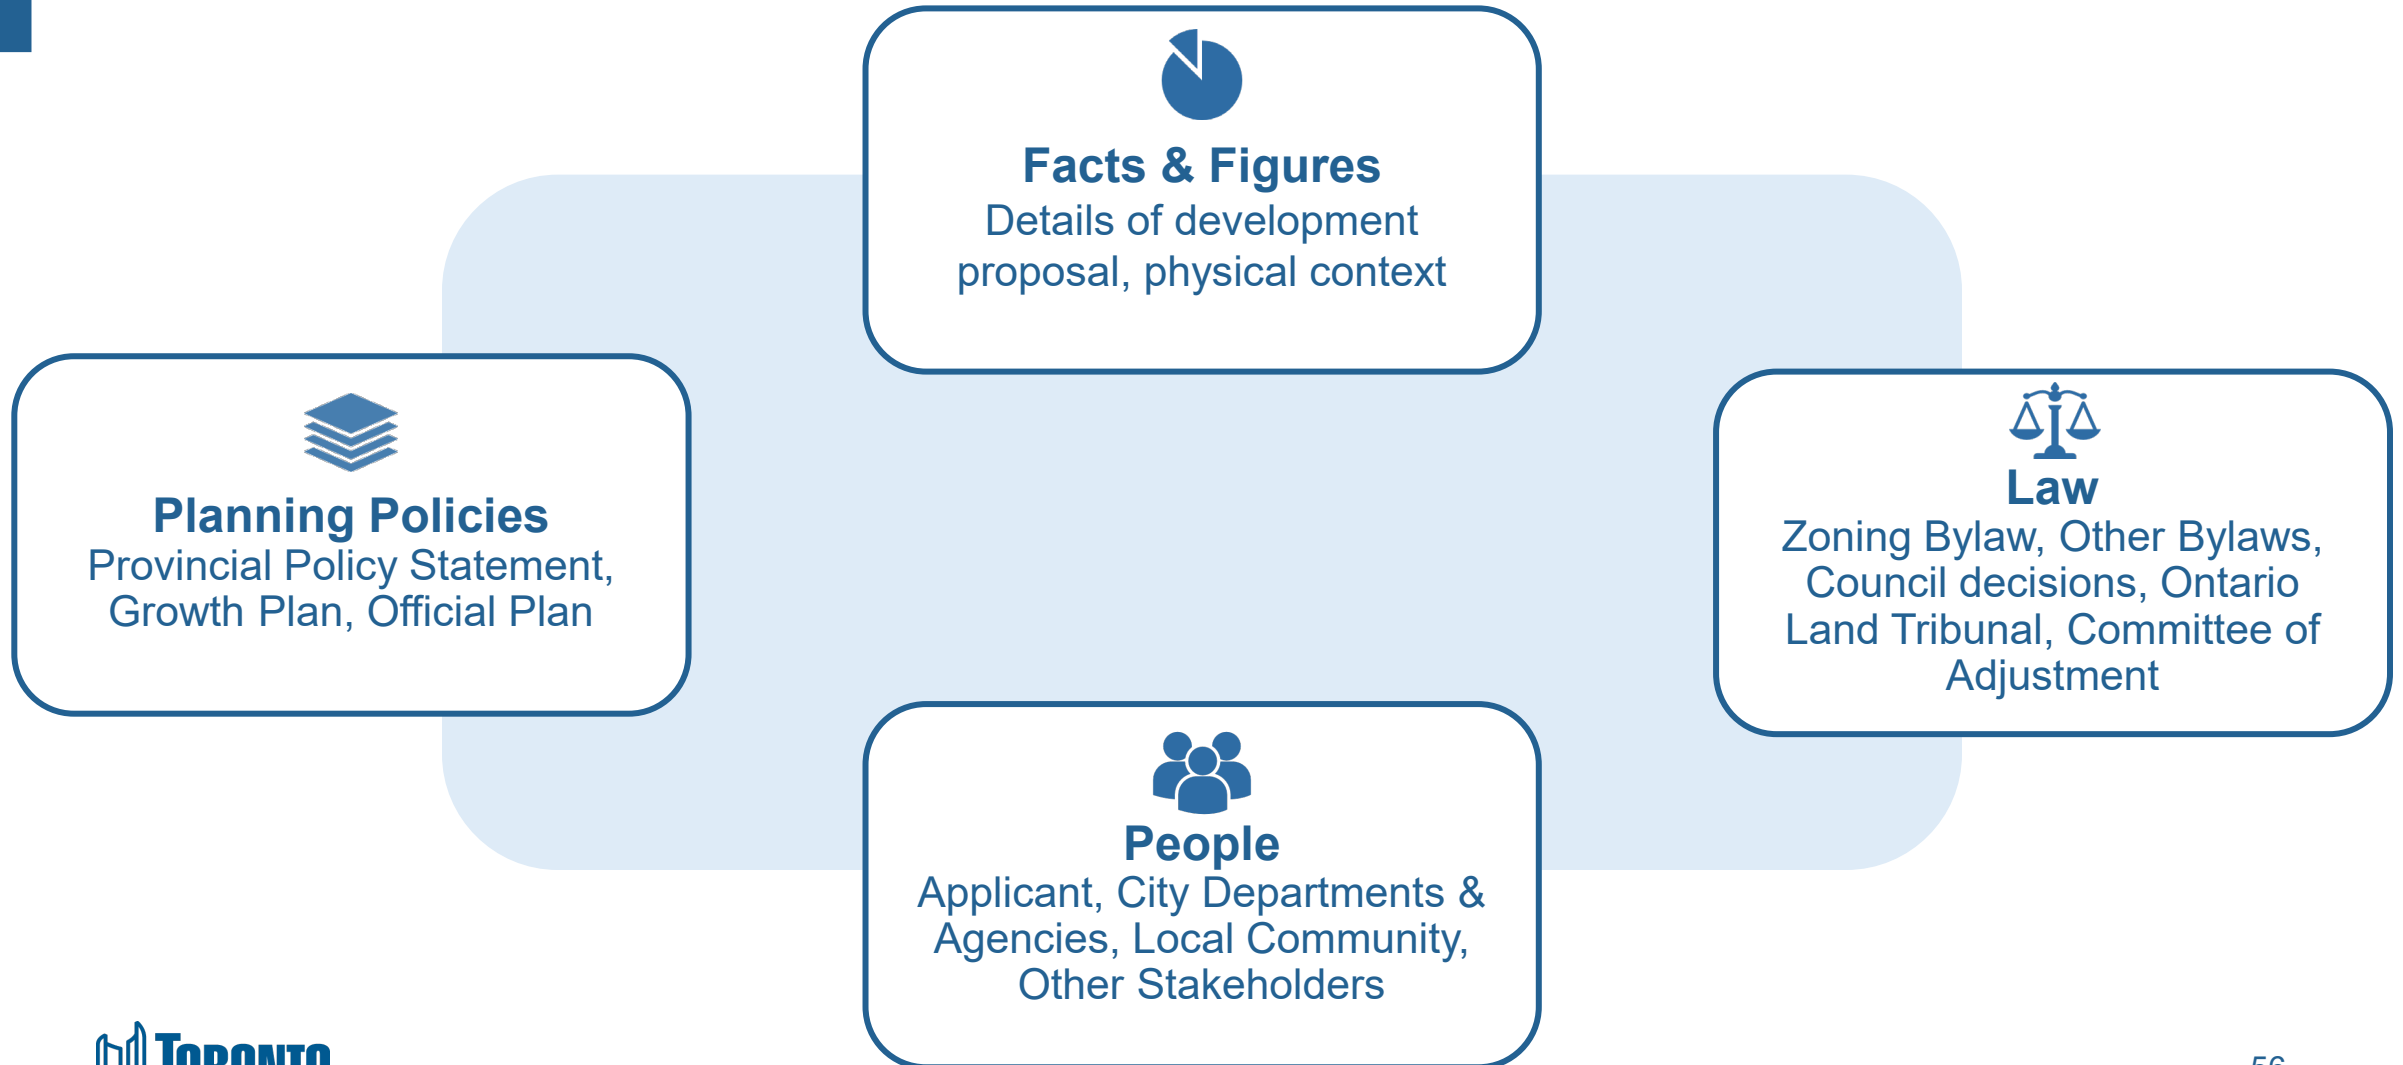 Facts & Figures
Details of development
proposal, physical context
Planning Policies
Provincial Policy Statement,
Growth Plan, Official Plan
Law
Zoning Bylaw, Other Bylaws,
Council decisions, Ontario
Land Tribunal, Committee of
Adjustment
People
Applicant, City Departments &
Agencies, Local Community,
Other Stakeholders
TORONTO
56